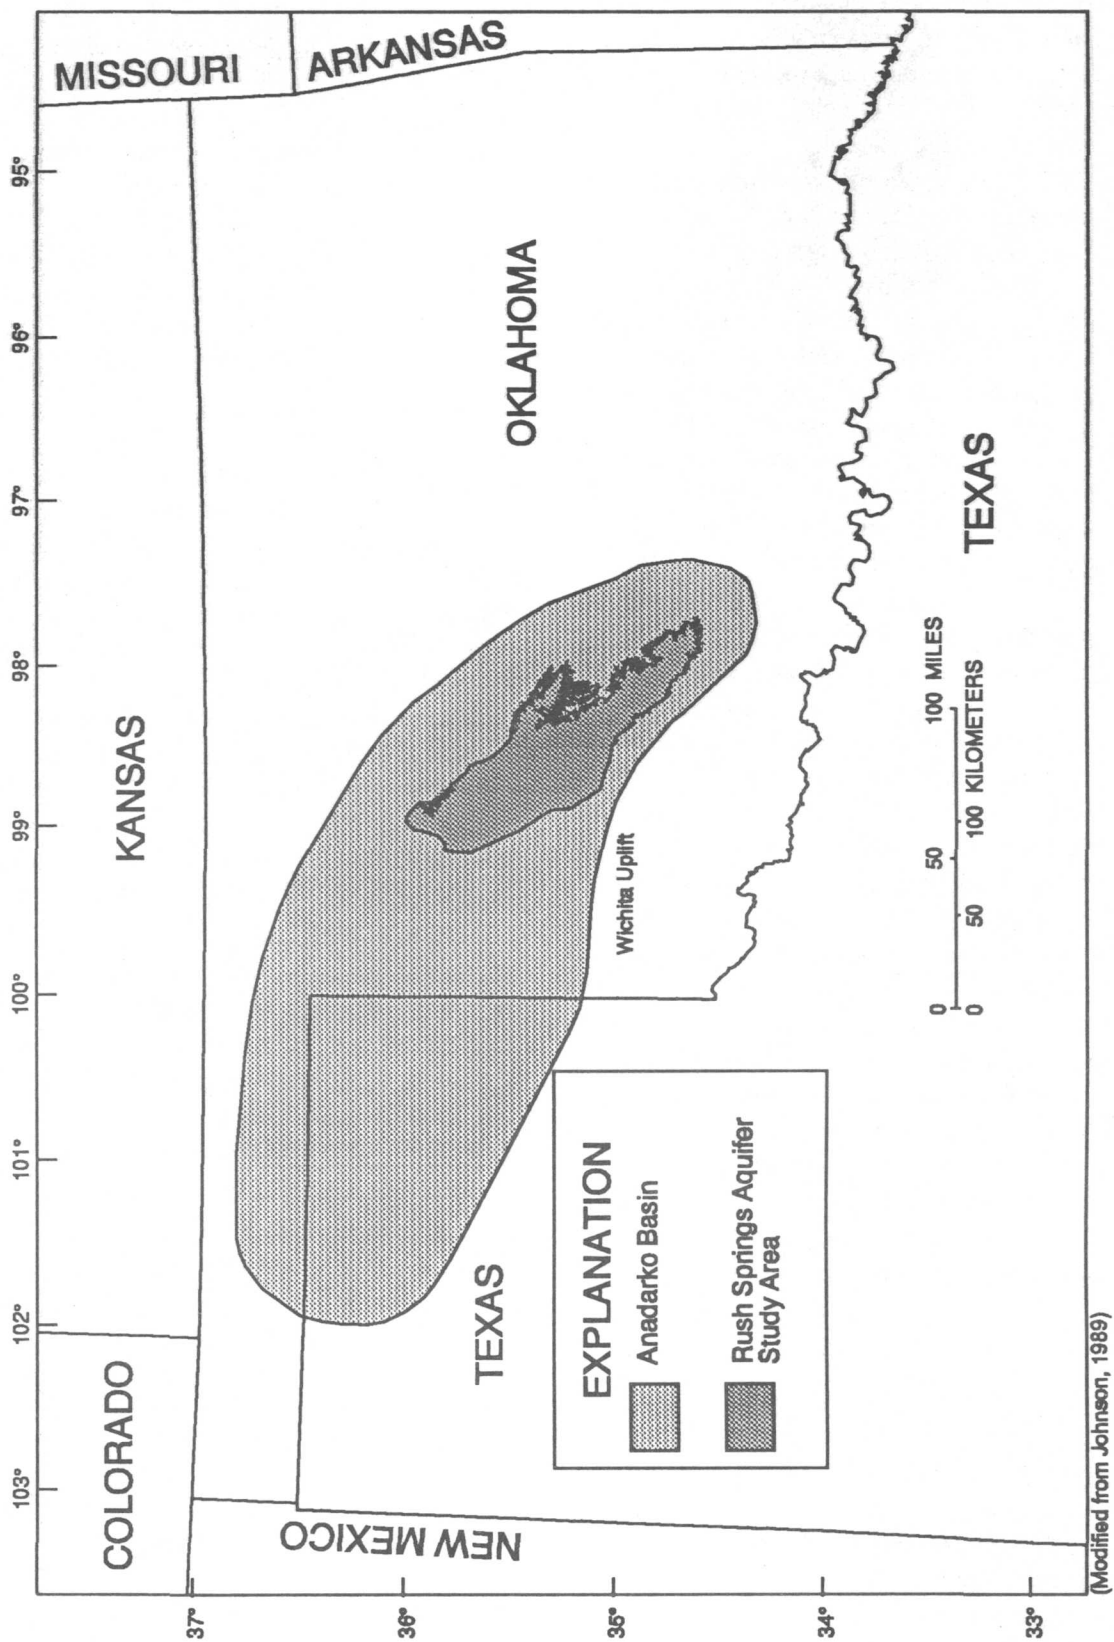 103°
102°
101°
100°
99°
98°
97°
96°
95°
COLORADO
KANSAS
MISSOURI
ARKANSAS
NEW MEXICO
37°
36°
35°
34°
33°
OKLAHOMA
TEXAS
Wichita Uplift
EXPLANATION
Anadarko Basin
Rush Springs Aquifer
Study Area
0 50 100 MILES
0 50 100 KILOMETERS
TEXAS
(Modified from Johnson, 1989)